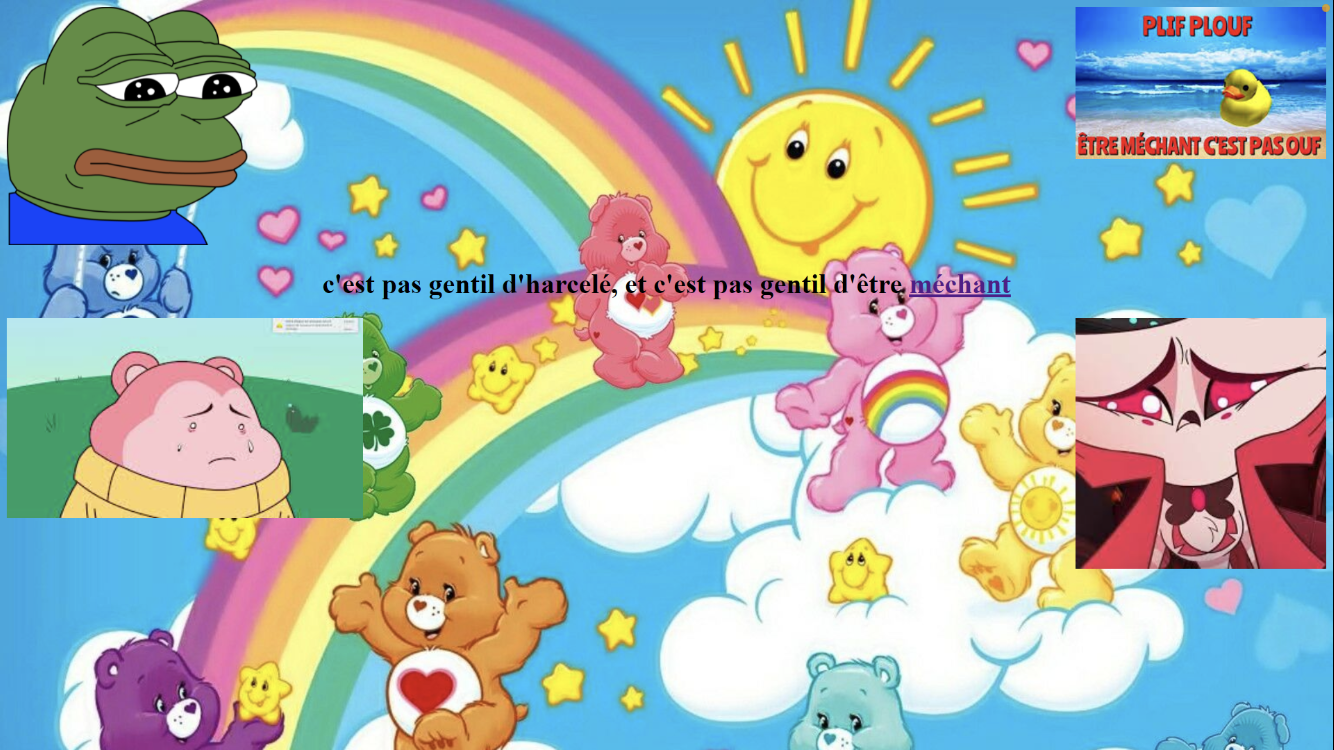 PLIF PLOUF
ÊTRE MÉCHANT C'EST PAS OUF
c'est pas gentil d'harcelé, et c'est pas gentil d'être méchant